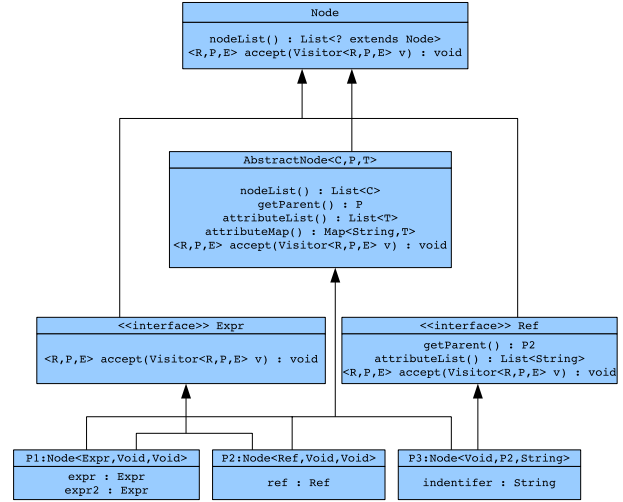 Node
nodeList() : List<? extends Node>
<R,P,E> accept(Visitor<R,P,E> v) : void
AbstractNode<C,P,T>
nodeList() : List<C>
getParent() : P
attributeList() : List<T>
attributeMap() : Map<String,T>
<R,P,E> accept(Visitor<R,P,E> v) : void
<<interface>> Expr
<R,P,E> accept(Visitor<R,P,E> v) : void
<<interface>> Ref
getParent() : P2
attributeList() : List<String>
<R,P,E> accept(Visitor<R,P,E> v) : void
P1:Node<Expr,Void,Void>
expr : Expr
expr2 : Expr
P2:Node<Ref,Void,Void>
ref : Ref
P3:Node<Void,P2,String>
indentifer : String